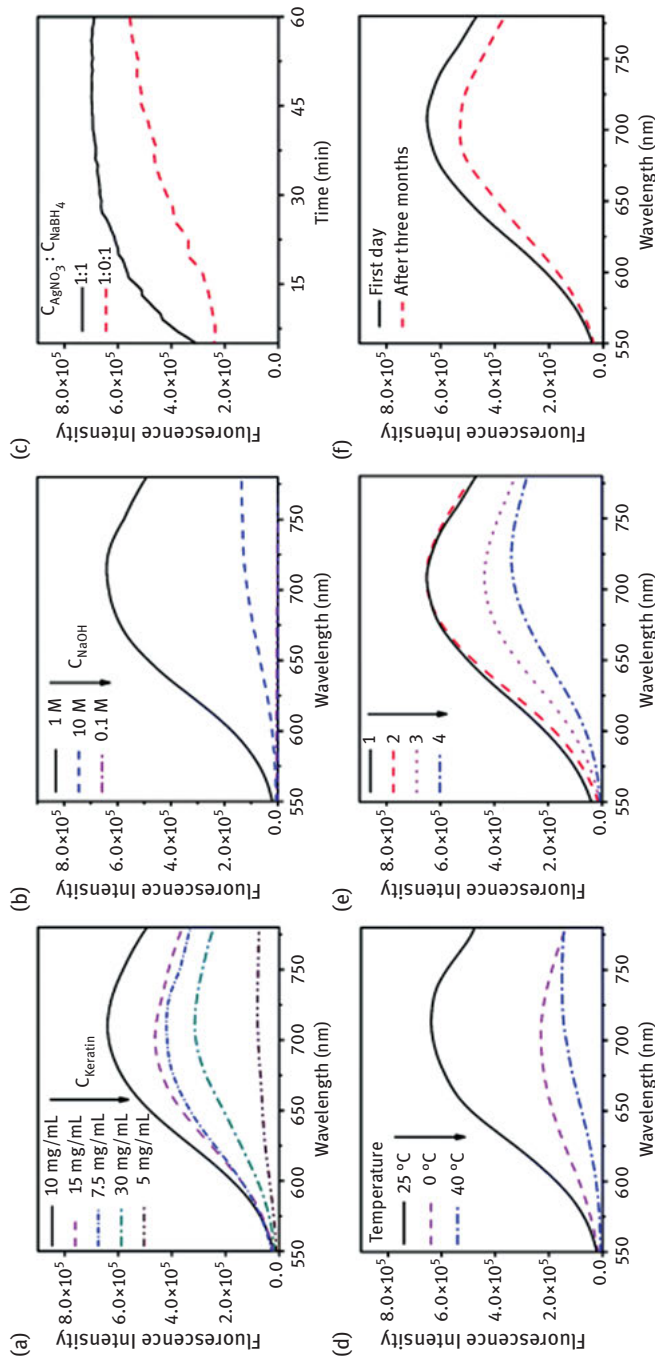 (a)
Fluorescence Intensity
8.0×10⁵
6.0×10⁵
4.0×10⁵
2.0×10⁵
0.0
10 mg/mL
15 mg/mL
7.5 mg/mL
30 mg/mL
5 mg/mL
C_Keratin
550 600 650 700 750
Wavelength (nm)
(b)
Fluorescence Intensity
8.0×10⁵
6.0×10⁵
4.0×10⁵
2.0×10⁵
0.0
1 M
10 M
0.1 M
C_NaOH
550 600 650 700 750
Wavelength (nm)
(c)
Fluorescence Intensity
8.0×10⁵
6.0×10⁵
4.0×10⁵
2.0×10⁵
0.0
C_AgNO₃ : C_NaBH₄
1:1
1:0:1
15 30 45 60
Time (min)
(d)
Fluorescence Intensity
8.0×10⁵
6.0×10⁵
4.0×10⁵
2.0×10⁵
0.0
Temperature
25 °C
0 °C
40 °C
550 600 650 700 750
Wavelength (nm)
(e)
Fluorescence Intensity
8.0×10⁵
6.0×10⁵
4.0×10⁵
2.0×10⁵
0.0
1
2
3
4
550 600 650 700 750
Wavelength (nm)
(f)
Fluorescence Intensity
8.0×10⁵
6.0×10⁵
4.0×10⁵
2.0×10⁵
0.0
First day
After three months
550 600 650 700 750
Wavelength (nm)